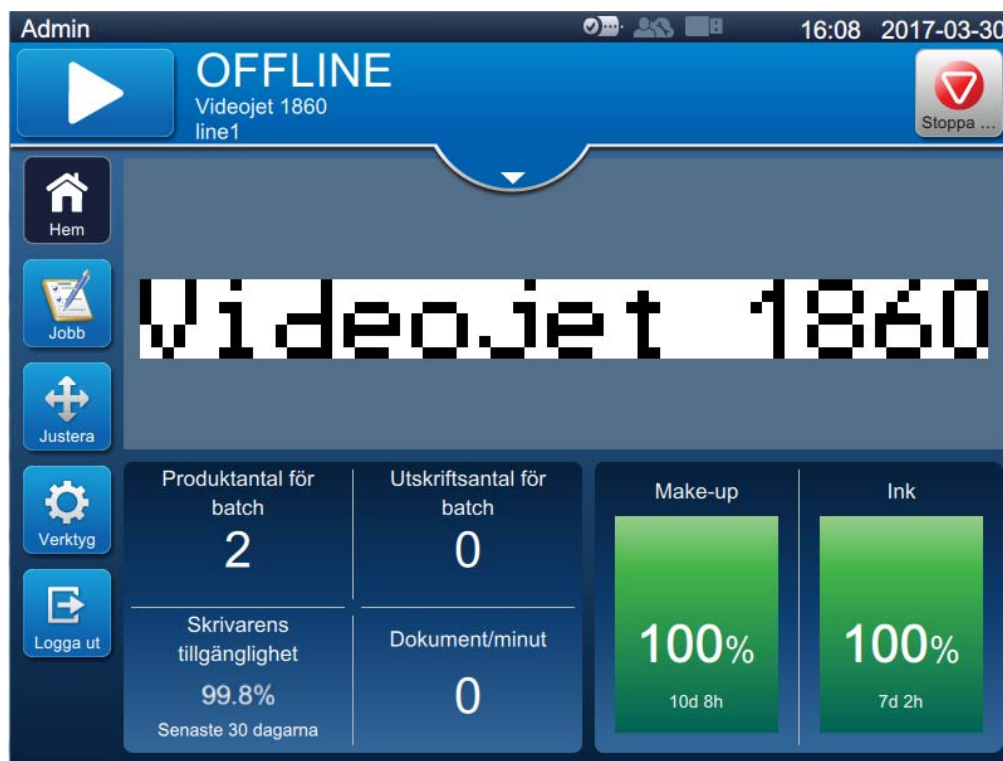 Admin
16:08 2017-03-30
OFFLINE
Videojet 1860
line1
Stoppa ...
Hem
Jobb
Justera
Verktyg
Logga ut
Videojet 1860
Produktantal för
batch
2
Utskriftsantal för
batch
0
Skrivarens
tillgänglighet
99.8%
Senaste 30 dagarna
Dokument/minut
0
Make-up
100%
10d 8h
Ink
100%
7d 2h